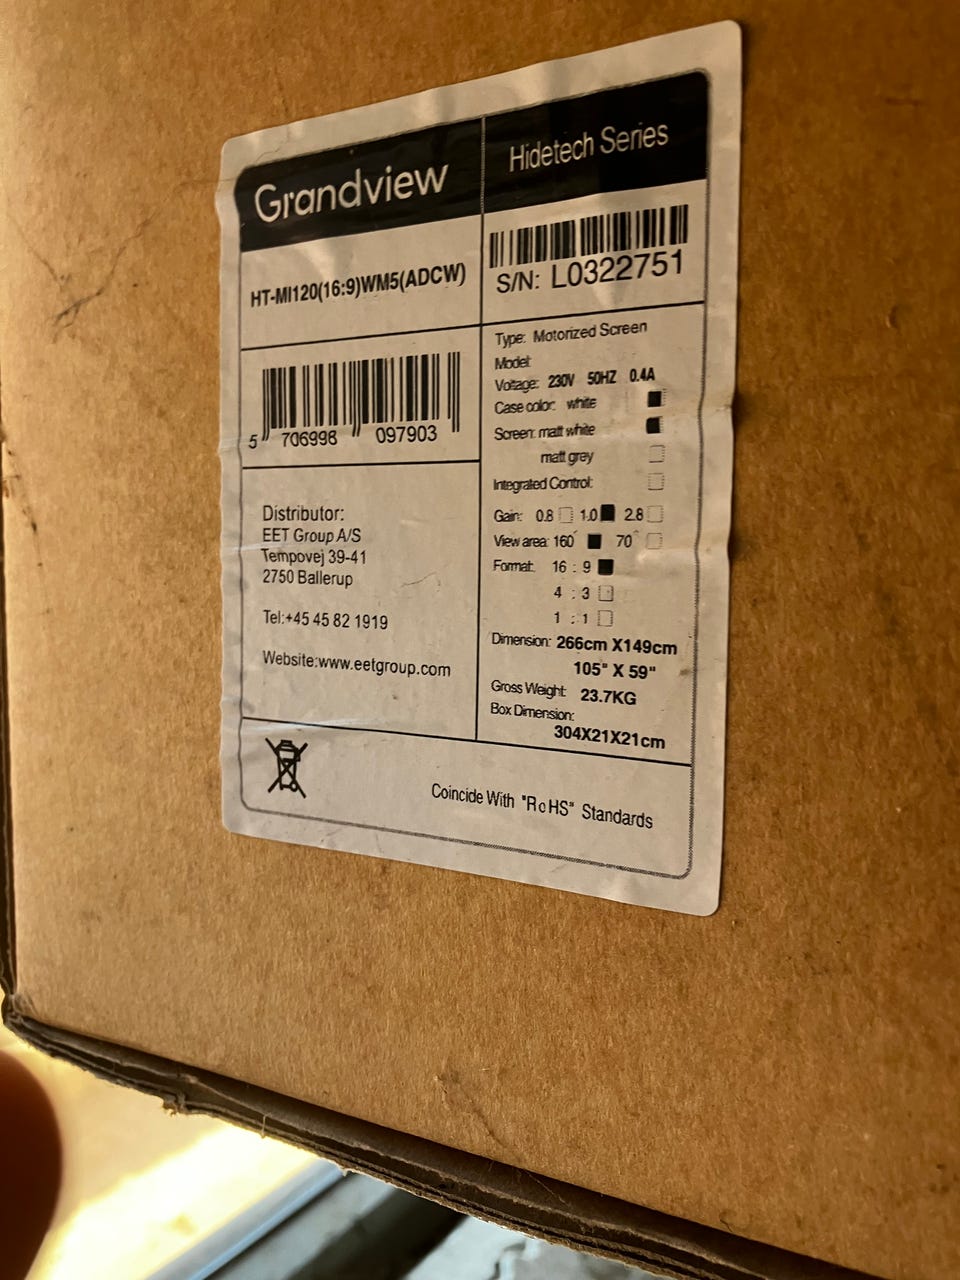 Grandview
Hidetech Series
HT-MI120(16:9)WM5(ADCW)
S/N: L0322751
5 706998 097903
Distributor:
EET Group A/S
Tempovej 39-41
2750 Ballerup
Tel:+45 45 82 1919
Website:www.eetgroup.com
Type: Motorized Screen
Model:
Voltage: 230V 50HZ 0.4A
Case color: white
Screen: matt white
matt grey
Integrated Control:
Gain: 0.8 1.0 2.8
View area: 160° 70°
Format: 16 : 9
4 : 3
1 : 1
Dimension: 266cm X149cm
105" X 59"
Gross Weight: 23.7KG
Box Dimension:
304X21X21cm
Coincide With "RoHS" Standards